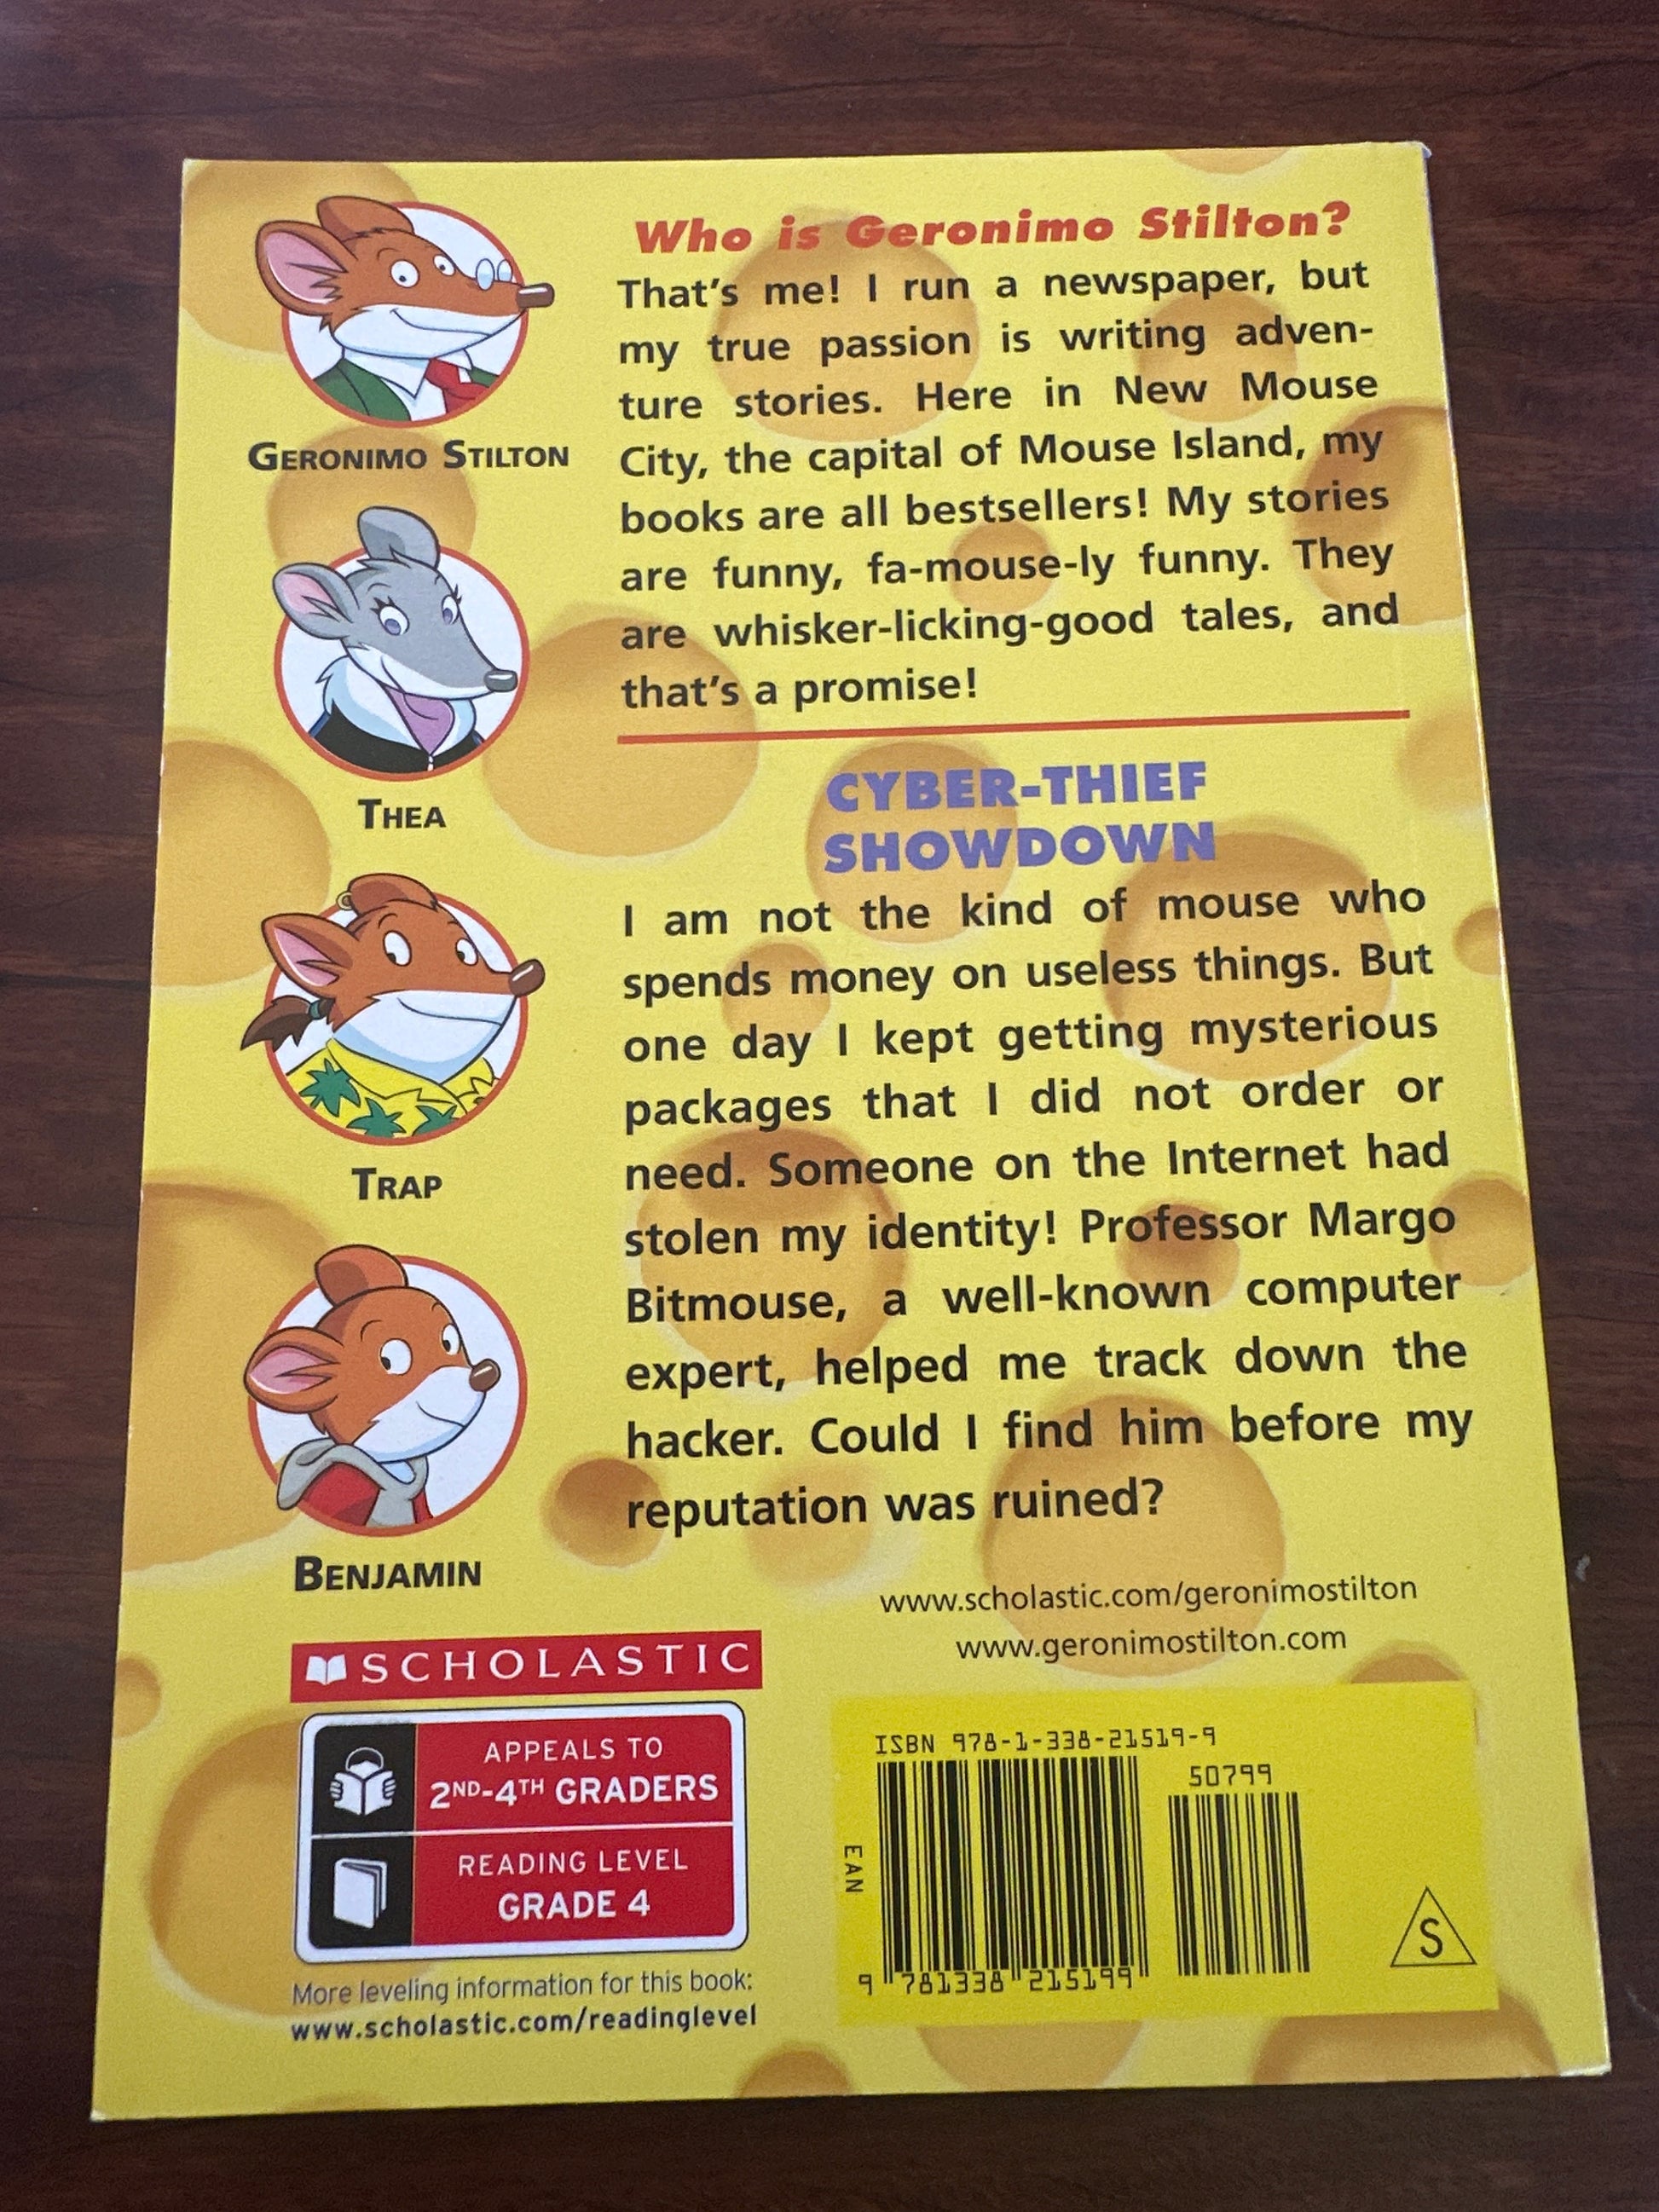 Who is Geronimo Stilton?
That's me! I run a newspaper, but
my true passion is writing adven-
ture stories. Here in New Mouse
City, the capital of Mouse Island, my
books are all bestsellers! My stories
are funny, fa-mouse-ly funny. They
are whisker-licking-good tales, and
that's a promise!
GERONIMO STILTON
THEA
TRAP
BENJAMIN
CYBER-THIEF
SHOWDOWN
I am not the kind of mouse who
spends money on useless things. But
one day I kept getting mysterious
packages that I did not order or
need. Someone on the Internet had
stolen my identity! Professor Margo
Bitmouse, a well-known computer
expert, helped me track down the
hacker. Could I find him before my
reputation was ruined?
www.scholastic.com/geronimostilton
www.geronimostilton.com
SCHOLASTIC
APPEALS TO
2ND-4TH GRADERS
READING LEVEL
GRADE 4
More leveling information for this book:
www.scholastic.com/readinglevel
ISBN 978-1-338-21519-9
50799
EAN
9 781338 215199
S